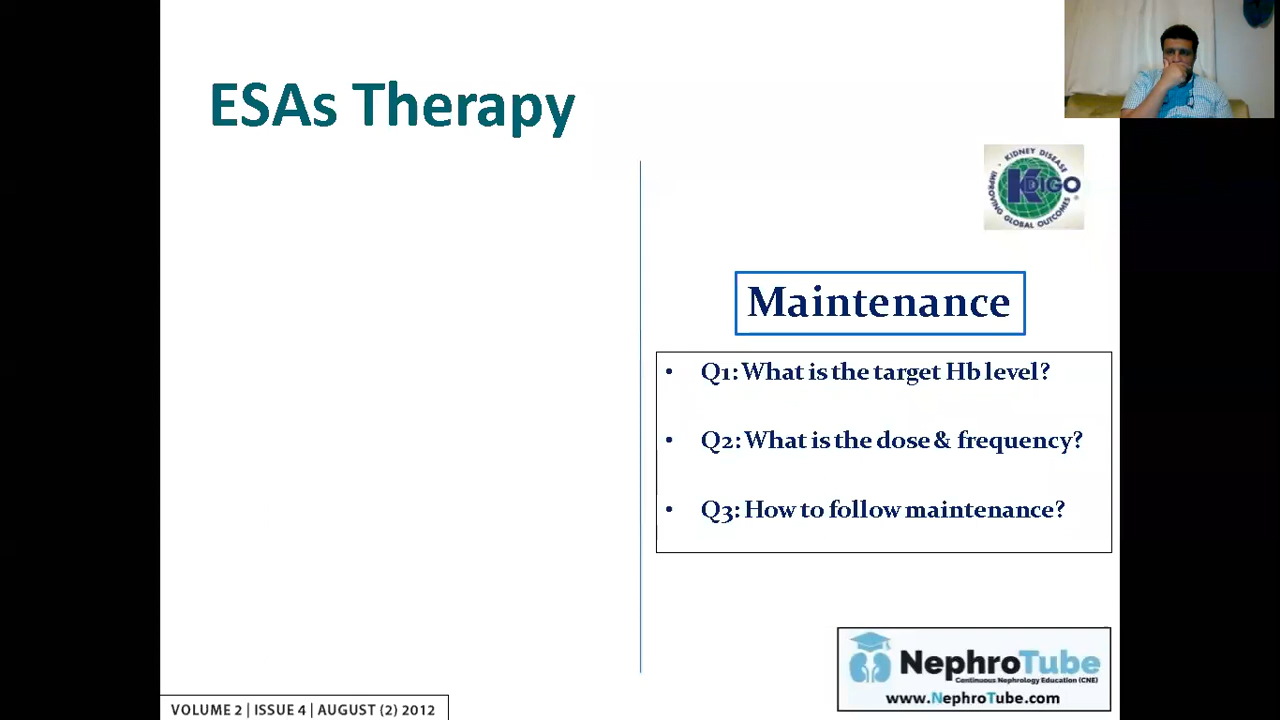 ESAs Therapy
KIDNEY DISEASE
KDIGO
IMPROVING GLOBAL OUTCOMES
®
Maintenance
• Q1: What is the target Hb level?
• Q2: What is the dose & frequency?
• Q3: How to follow maintenance?
NephroTube
Continuous Nephrology Education (CNE)
www.NephroTube.com
VOLUME 2 | ISSUE 4 | AUGUST (2) 2012